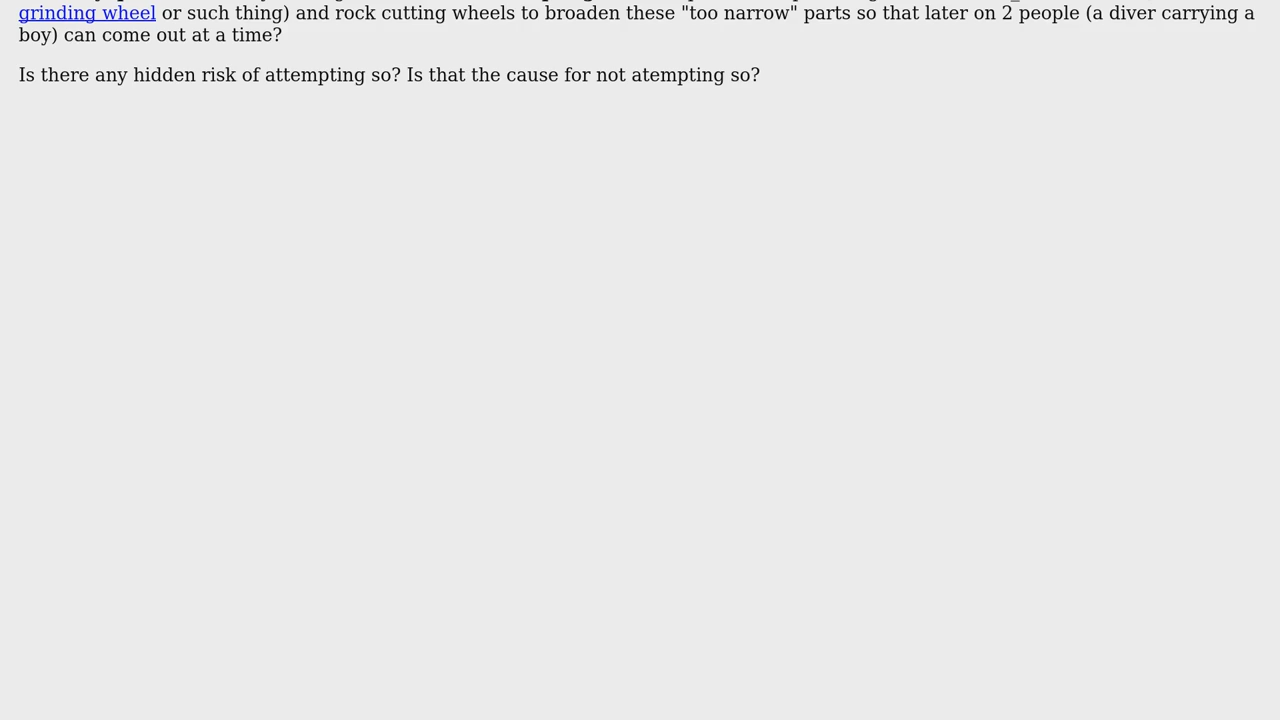 grinding wheel or such thing) and rock cutting wheels to broaden these "too narrow" parts so that later on 2 people (a diver carrying a
boy) can come out at a time?
Is there any hidden risk of attempting so? Is that the cause for not atempting so?